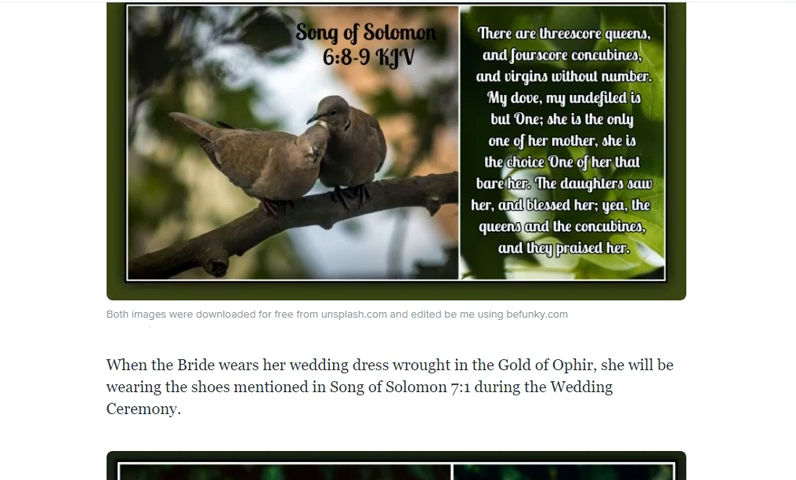 Song of Solomon
6:8-9 KJV
There are threescore queens,
and fourscore concubines,
and virgins without number.
My dove, my undefiled is
but One; she is the only
one of her mother, she is
the choice One of her that
bare her. The daughters saw
her, and blessed her; yea, the
queens and the concubines,
and they praised her.
Both images were downloaded for free from unsplash.com and edited be me using befunky.com
When the Bride wears her wedding dress wrought in the Gold of Ophir, she will be
wearing the shoes mentioned in Song of Solomon 7:1 during the Wedding
Ceremony.